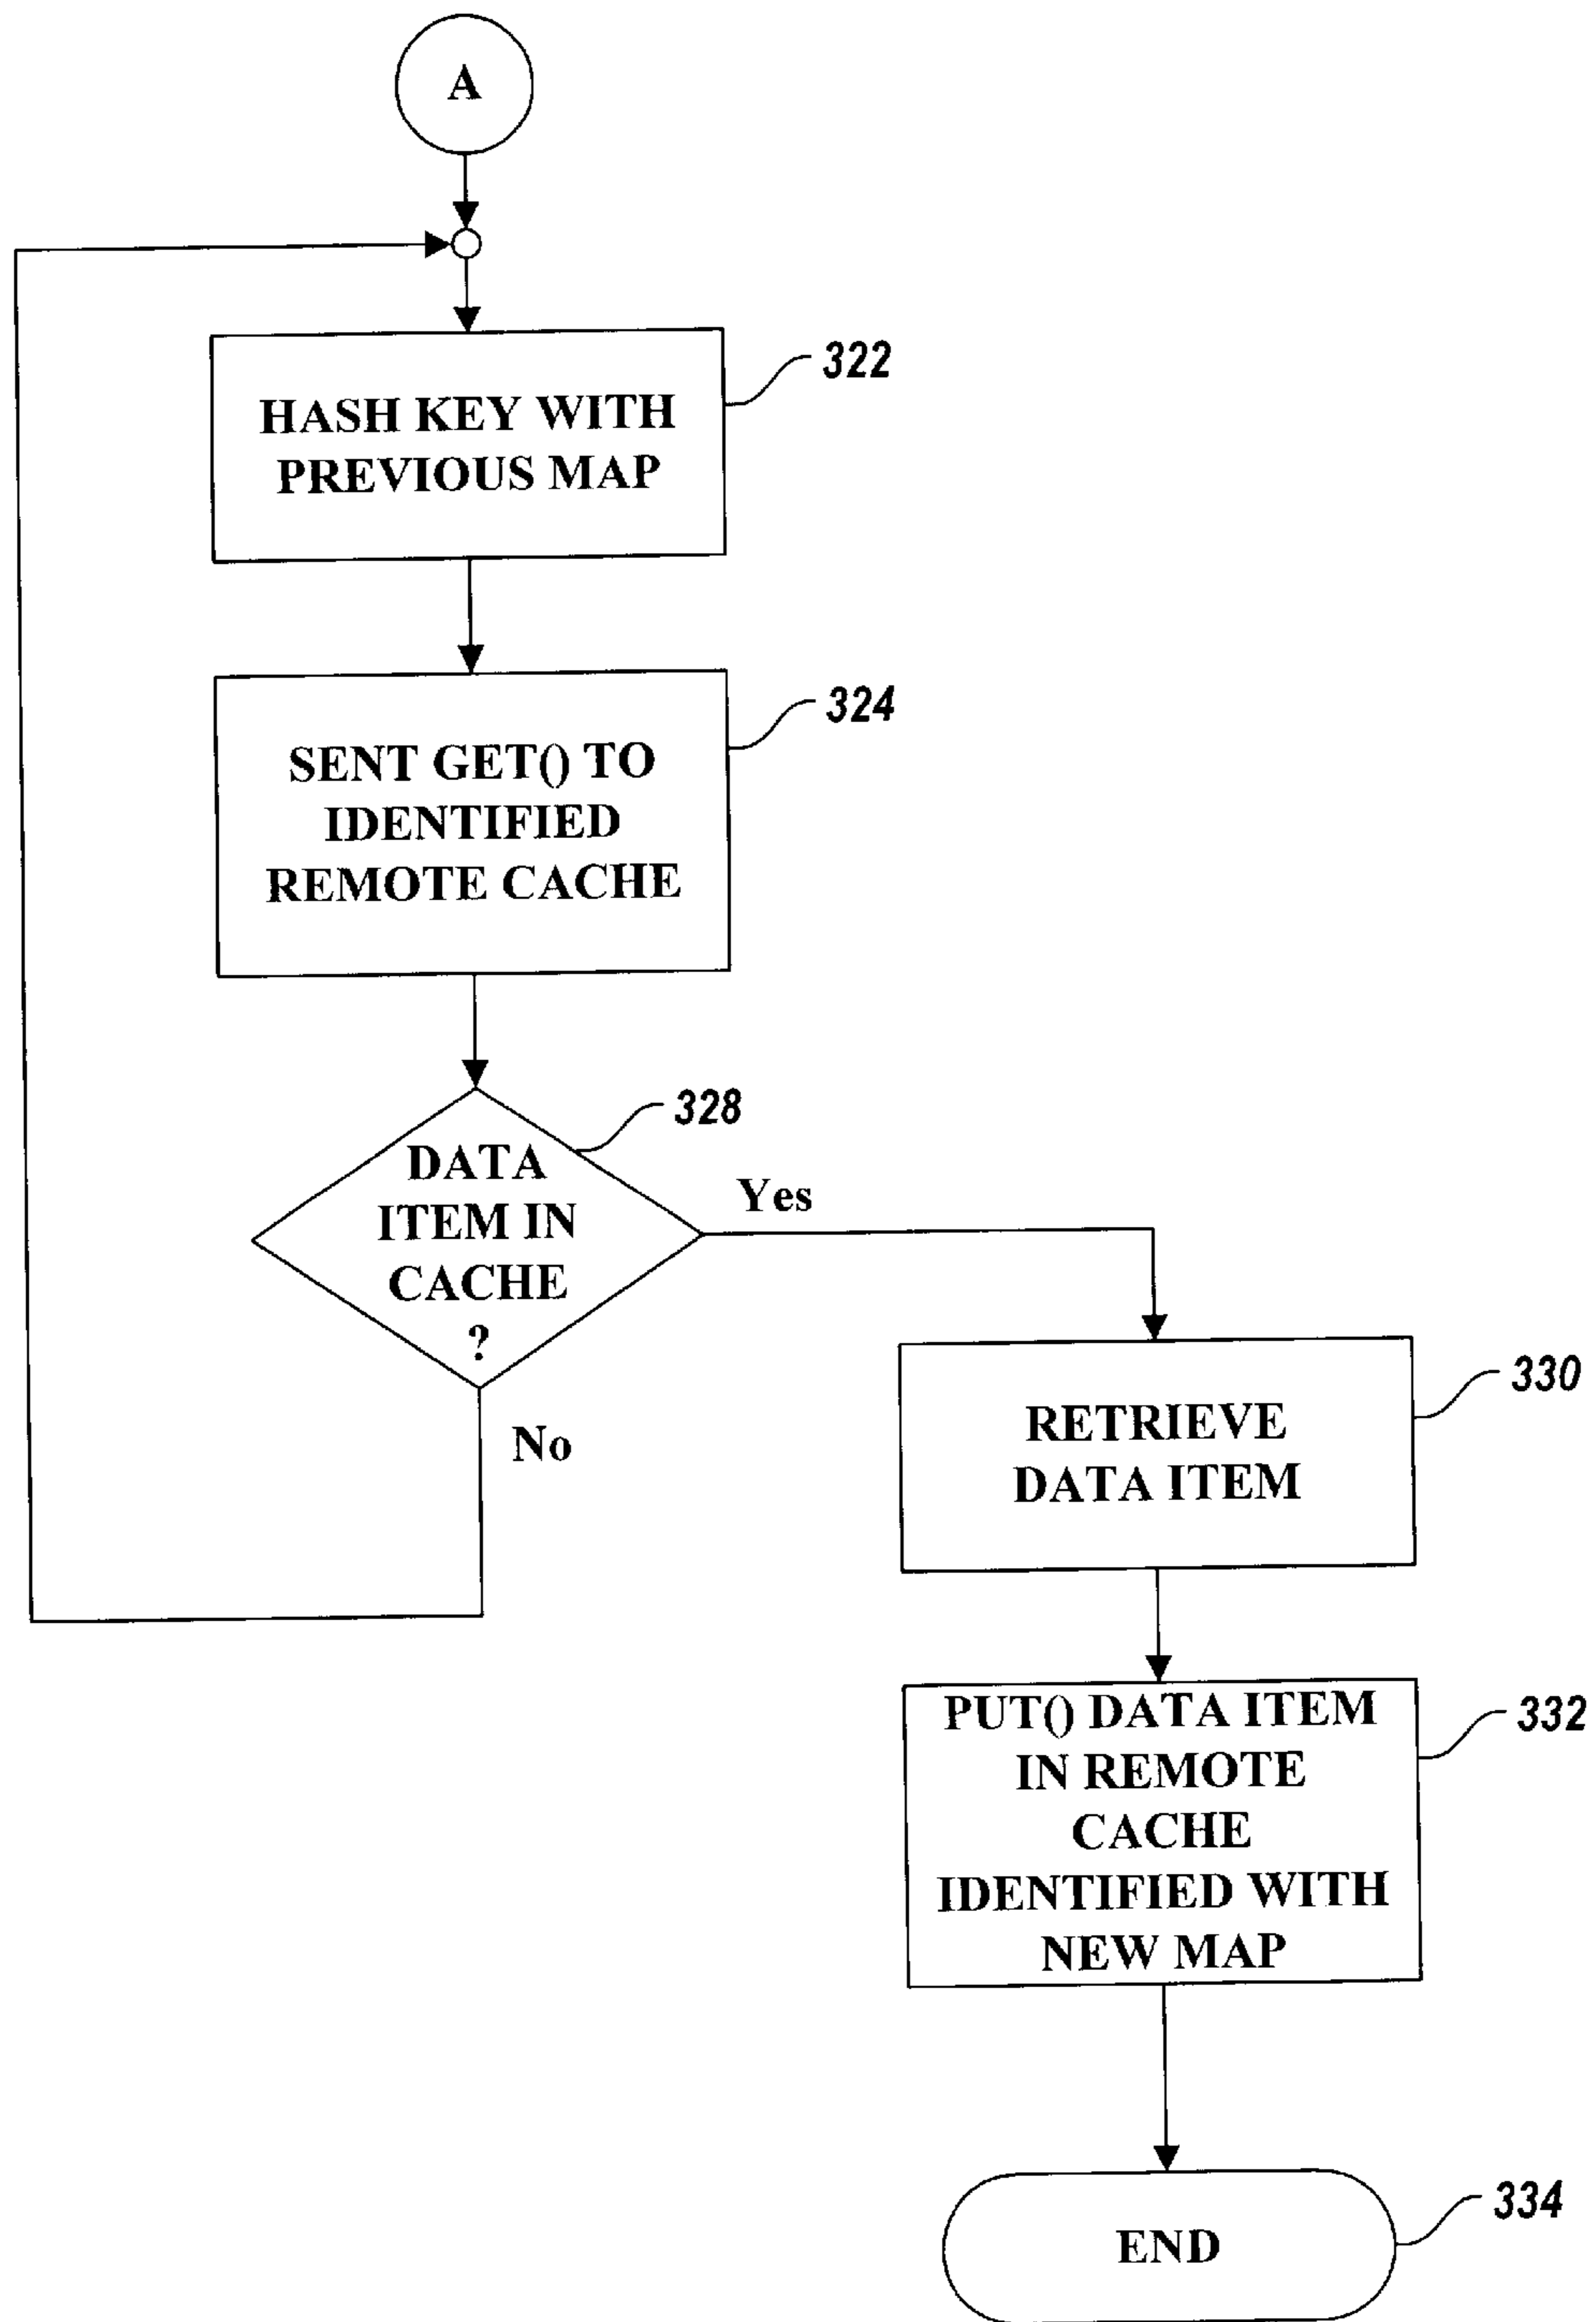 A
HASH KEY WITH
PREVIOUS MAP
322
SENT GET() TO
IDENTIFIED
REMOTE CACHE
324
DATA
ITEM IN
CACHE
?
328
Yes
No
RETRIEVE
DATA ITEM
330
PUT() DATA ITEM
IN REMOTE
CACHE
IDENTIFIED WITH
NEW MAP
332
END
334